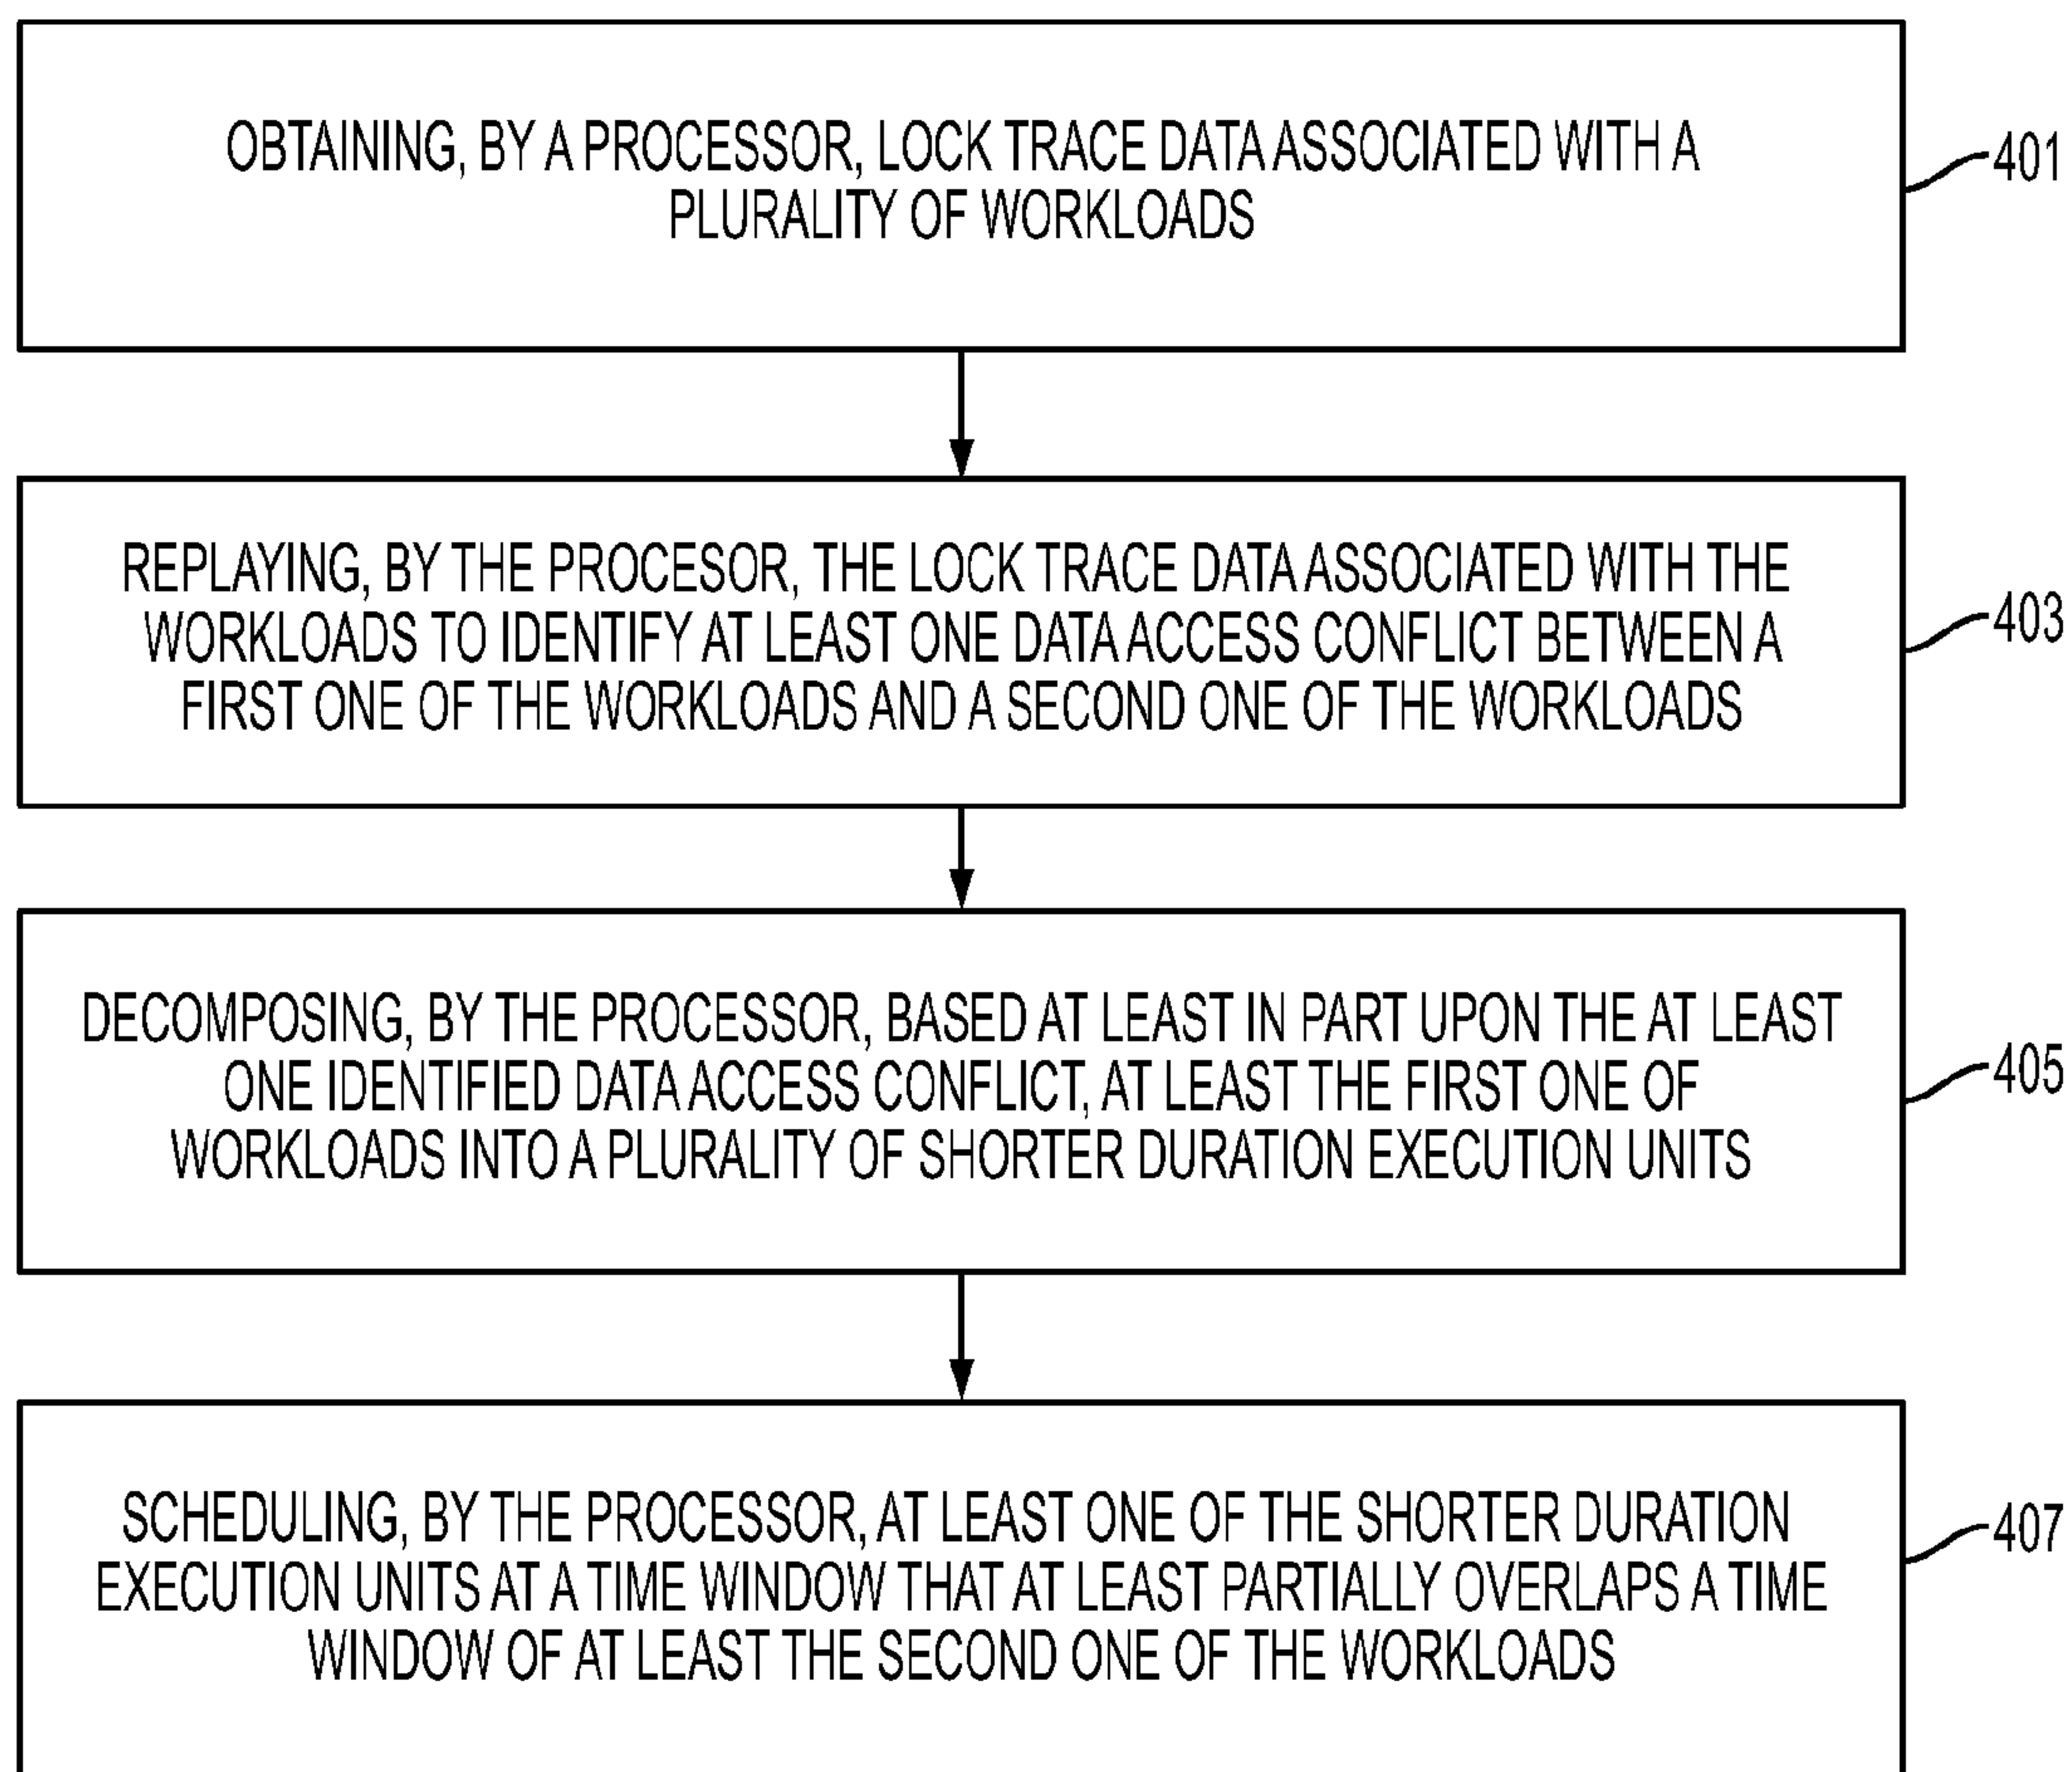 OBTAINING, BY A PROCESSOR, LOCK TRACE DATA ASSOCIATED WITH A
PLURALITY OF WORKLOADS
401
REPLAYING, BY THE PROCESOR, THE LOCK TRACE DATA ASSOCIATED WITH THE
WORKLOADS TO IDENTIFY AT LEAST ONE DATA ACCESS CONFLICT BETWEEN A
FIRST ONE OF THE WORKLOADS AND A SECOND ONE OF THE WORKLOADS
403
DECOMPOSING, BY THE PROCESSOR, BASED AT LEAST IN PART UPON THE AT LEAST
ONE IDENTIFIED DATA ACCESS CONFLICT, AT LEAST THE FIRST ONE OF
WORKLOADS INTO A PLURALITY OF SHORTER DURATION EXECUTION UNITS
405
SCHEDULING, BY THE PROCESSOR, AT LEAST ONE OF THE SHORTER DURATION
EXECUTION UNITS AT A TIME WINDOW THAT AT LEAST PARTIALLY OVERLAPS A TIME
WINDOW OF AT LEAST THE SECOND ONE OF THE WORKLOADS
407